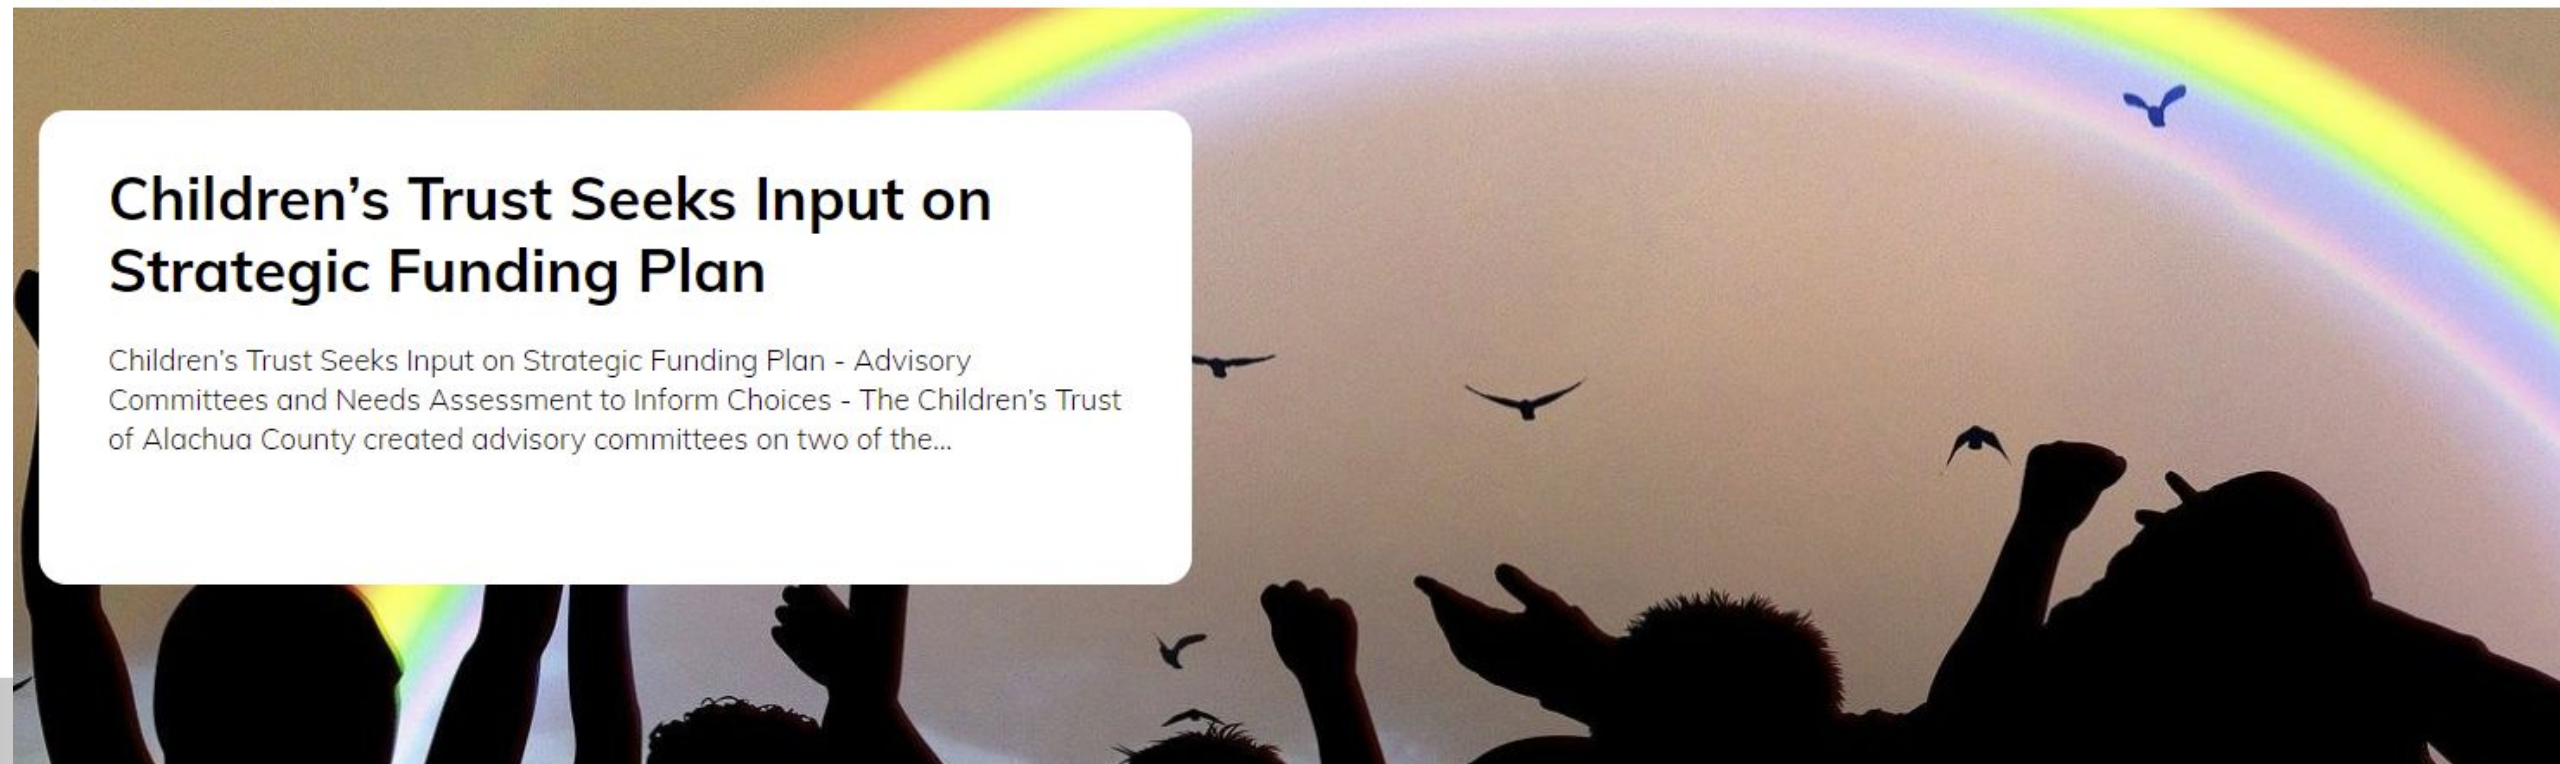 Children’s Trust Seeks Input on
Strategic Funding Plan
Children’s Trust Seeks Input on Strategic Funding Plan - Advisory
Committees and Needs Assessment to Inform Choices - The Children’s Trust
of Alachua County created advisory committees on two of the...